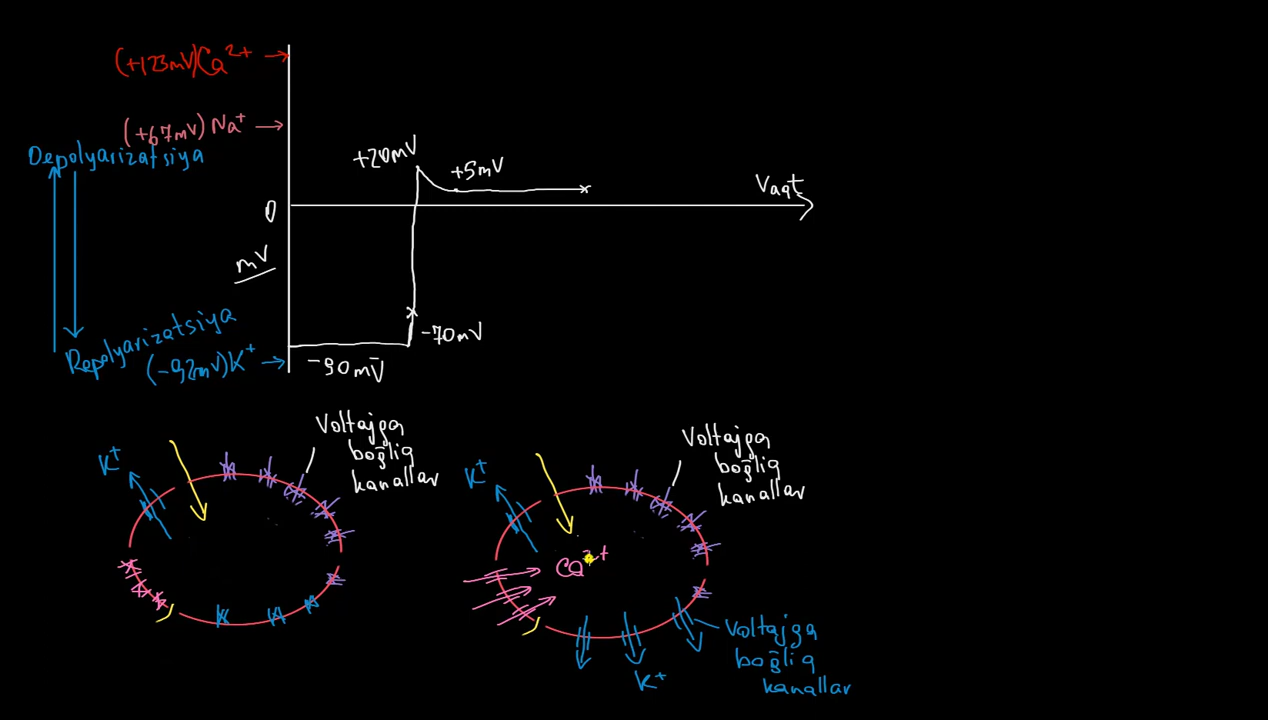 (+123mV)Ca²⁺
(+67mV) Na⁺
Depolyarizatsiya
+20mV
+5mV
Vaqt
0
mV
Repolyarizatsiya
-70mV
(-92mV)K⁺
-90mV
Voltajga
bog'liq
kanallar
K⁺
Voltajga
bog'liq
kanallar
K⁺
Ca²⁺
Voltajga
bog'liq
kanallar
K⁺